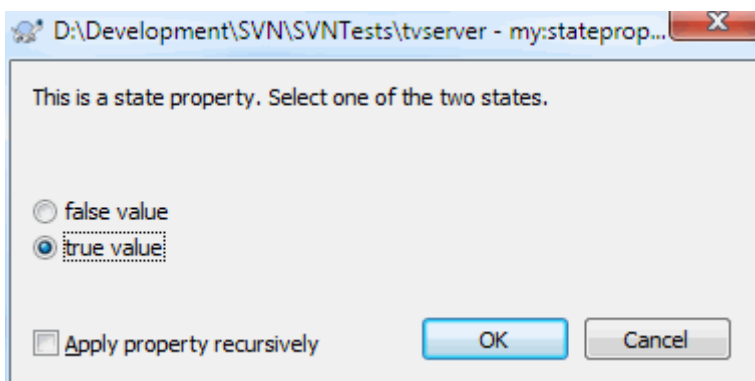 D:\Development\SVN\SVNTests\tvserver - my:stateprop...
This is a state property. Select one of the two states.
false value
true value
Apply property recursively
OK
Cancel